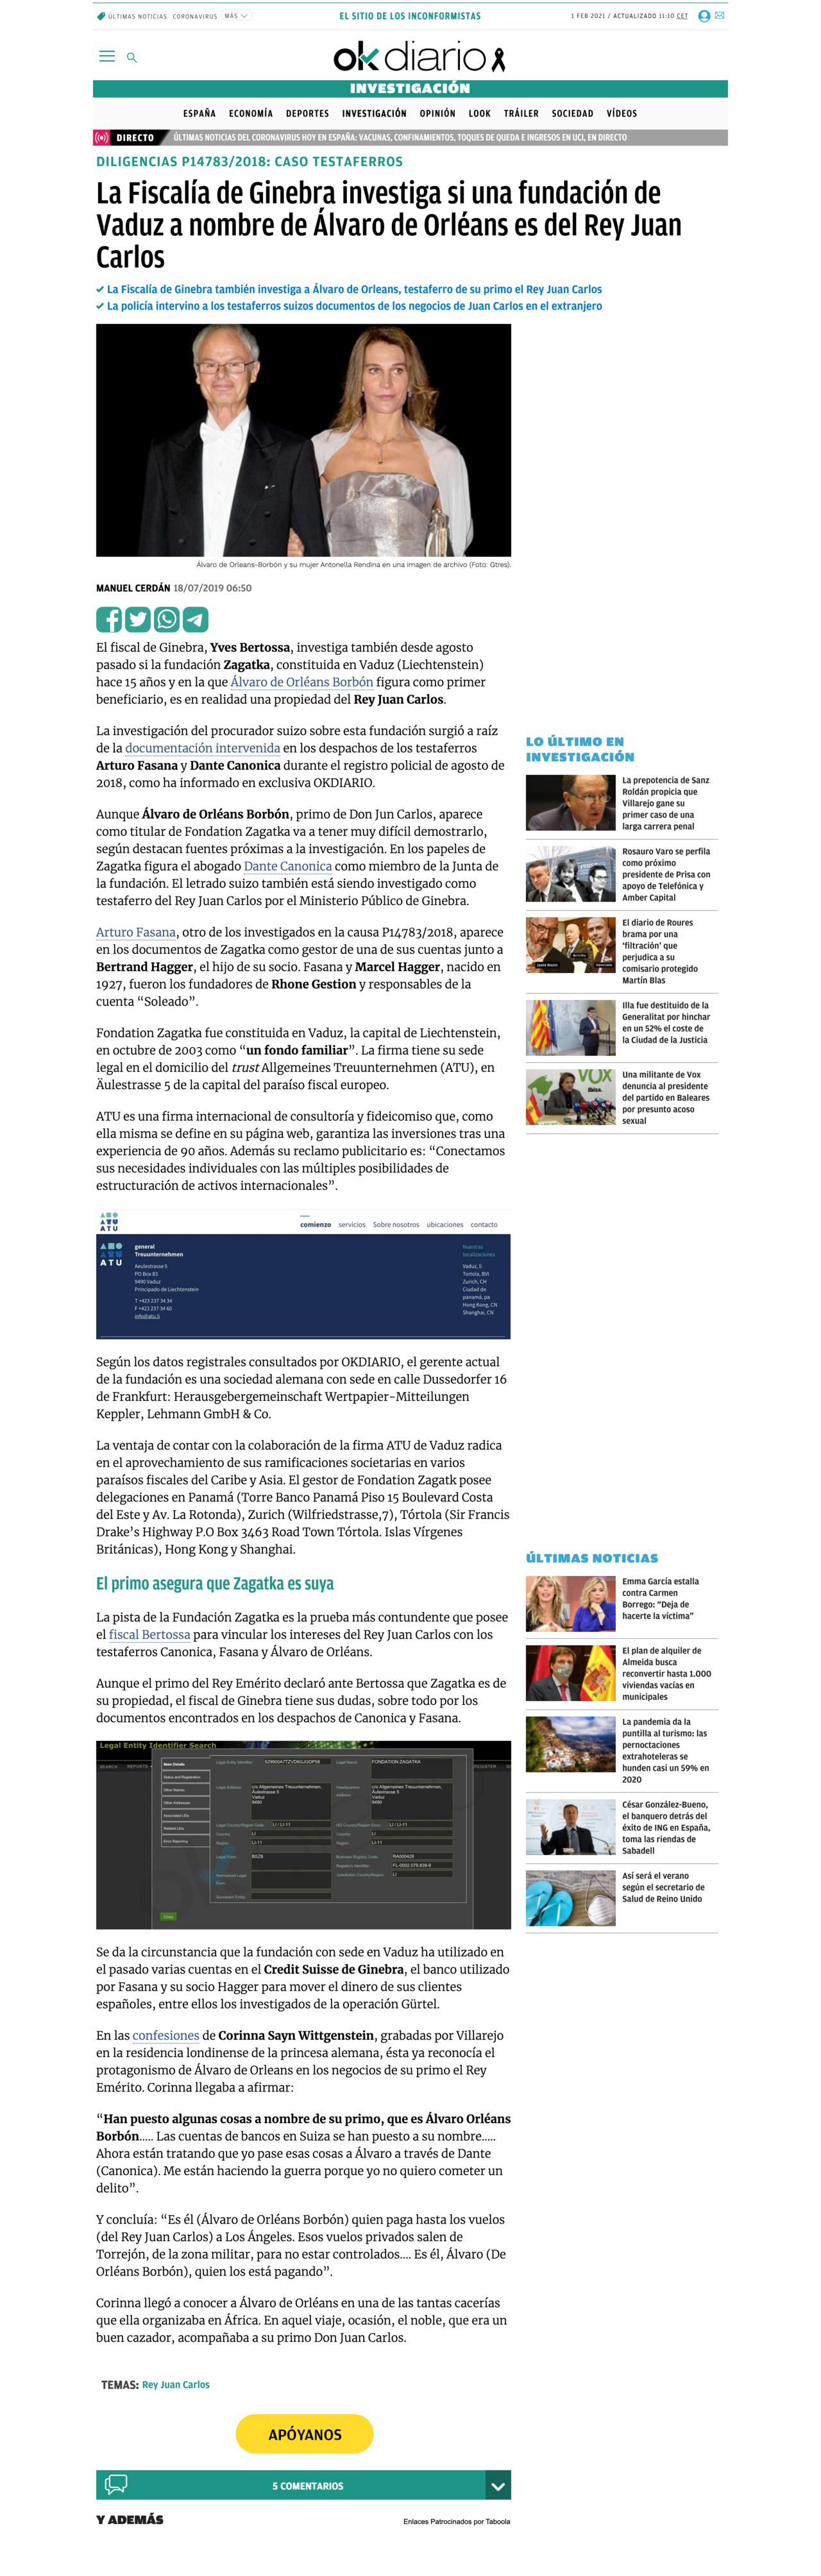 ÚLTIMAS NOTICIAS CORONAVIRUS MÁS
EL SITIO DE LOS INCONFORMISTAS
1 FEB 2021 / ACTUALIZADO 11:10 CET
okdiario
INVESTIGACIÓN
ESPAÑA ECONOMÍA DEPORTES INVESTIGACIÓN OPINIÓN LOOK TRÁILER SOCIEDAD VÍDEOS
DIRECTO ÚLTIMAS NOTICIAS DEL CORONAVIRUS HOY EN ESPAÑA: VACUNAS, CONFINAMIENTOS, TOQUES DE QUEDA E INGRESOS EN UCI, EN DIRECTO
DILIGENCIAS P14783/2018: CASO TESTAFERROS
La Fiscalía de Ginebra investiga si una fundación de
Vaduz a nombre de Álvaro de Orléans es del Rey Juan
Carlos
La Fiscalía de Ginebra también investiga a Álvaro de Orleans, testaferro de su primo el Rey Juan Carlos
La policía intervino a los testaferros suizos documentos de los negocios de Juan Carlos en el extranjero
Álvaro de Orleans-Borbón y su mujer Antonella Rendina en una imagen de archivo (Foto: Gtres).
MANUEL CERDÁN 18/07/2019 06:50
El fiscal de Ginebra, Yves Bertossa, investiga también desde agosto
pasado si la fundación Zagatka, constituida en Vaduz (Liechtenstein)
hace 15 años y en la que Álvaro de Orléans Borbón figura como primer
beneficiario, es en realidad una propiedad del Rey Juan Carlos.
La investigación del procurador suizo sobre esta fundación surgió a raíz
de la documentación intervenida en los despachos de los testaferros
Arturo Fasana y Dante Canonica durante el registro policial de agosto de
2018, como ha informado en exclusiva OKDIARIO.
Aunque Álvaro de Orléans Borbón, primo de Don Jun Carlos, aparece
como titular de Fondation Zagatka va a tener muy difícil demostrarlo,
según destacan fuentes próximas a la investigación. En los papeles de
Zagatka figura el abogado Dante Canonica como miembro de la Junta de
la fundación. El letrado suizo también está siendo investigado como
testaferro del Rey Juan Carlos por el Ministerio Público de Ginebra.
Arturo Fasana, otro de los investigados en la causa P14783/2018, aparece
en los documentos de Zagatka como gestor de una de sus cuentas junto a
Bertrand Hagger, el hijo de su socio. Fasana y Marcel Hagger, nacido en
1927, fueron los fundadores de Rhone Gestion y responsables de la
cuenta “Soleado”.
Fondation Zagatka fue constituida en Vaduz, la capital de Liechtenstein,
en octubre de 2003 como “un fondo familiar”. La firma tiene su sede
legal en el domicilio del trust Allgemeines Treuunternehmen (ATU), en
Äulestrasse 5 de la capital del paraíso fiscal europeo.
ATU es una firma internacional de consultoría y fideicomiso que, como
ella misma se define en su página web, garantiza las inversiones tras una
experiencia de 90 años. Además su reclamo publicitario es: “Conectamos
sus necesidades individuales con las múltiples posibilidades de
estructuración de activos internacionales”.
ATU
comienzo servicios Sobre nosotros ubicaciones contacto
ATU
general
Treuunternehmen
Aeulestrasse 5
PO Box 83
9490 Vaduz
Principado de Liechtenstein
T +423 237 34 34
F +423 237 34 60
info@atu.li
Nuestras
localizaciones
Vaduz, li
Tortola, BVI
Zurich, CH
Ciudad de
panamá, pa
Hong Kong, CN
Shanghai, CN
Según los datos registrales consultados por OKDIARIO, el gerente actual
de la fundación es una sociedad alemana con sede en calle Dussedorfer 16
de Frankfurt: Herausgebergemeinschaft Wertpapier-Mitteilungen
Keppler, Lehmann GmbH & Co.
La ventaja de contar con la colaboración de la firma ATU de Vaduz radica
en el aprovechamiento de sus ramificaciones societarias en varios
paraísos fiscales del Caribe y Asia. El gestor de Fondation Zagatk posee
delegaciones en Panamá (Torre Banco Panamá Piso 15 Boulevard Costa
del Este y Av. La Rotonda), Zurich (Wilfriedstrasse,7), Tórtola (Sir Francis
Drake’s Highway P.O Box 3463 Road Town Tórtola. Islas Vírgenes
Británicas), Hong Kong y Shanghai.
El primo asegura que Zagatka es suya
La pista de la Fundación Zagatka es la prueba más contundente que posee
el fiscal Bertossa para vincular los intereses del Rey Juan Carlos con los
testaferros Canonica, Fasana y Álvaro de Orléans.
Aunque el primo del Rey Emérito declaró ante Bertossa que Zagatka es de
su propiedad, el fiscal de Ginebra tiene sus dudas, sobre todo por los
documentos encontrados en los despachos de Canonica y Fasana.
Legal Entity Identifier Search
Legal Name: FONDATION ZAGATKA
Se da la circunstancia que la fundación con sede en Vaduz ha utilizado en
el pasado varias cuentas en el Credit Suisse de Ginebra, el banco utilizado
por Fasana y su socio Hagger para mover el dinero de sus clientes
españoles, entre ellos los investigados de la operación Gürtel.
En las confesiones de Corinna Sayn Wittgenstein, grabadas por Villarejo
en la residencia londinense de la princesa alemana, ésta ya reconocía el
protagonismo de Álvaro de Orleans en los negocios de su primo el Rey
Emérito. Corinna llegaba a afirmar:
“Han puesto algunas cosas a nombre de su primo, que es Álvaro Orléans
Borbón..... Las cuentas de bancos en Suiza se han puesto a su nombre.....
Ahora están tratando que yo pase esas cosas a Álvaro a través de Dante
(Canonica). Me están haciendo la guerra porque yo no quiero cometer un
delito”.
Y concluía: “Es él (Álvaro de Orléans Borbón) quien paga hasta los vuelos
(del Rey Juan Carlos) a Los Ángeles. Esos vuelos privados salen de
Torrejón, de la zona militar, para no estar controlados.... Es él, Álvaro (De
Orléans Borbón), quien los está pagando”.
Corinna llegó a conocer a Álvaro de Orléans en una de las tantas cacerías
que ella organizaba en África. En aquel viaje, ocasión, el noble, que era un
buen cazador, acompañaba a su primo Don Juan Carlos.
TEMAS: Rey Juan Carlos
APÓYANOS
5 COMENTARIOS
Y ADEMÁS
Enlaces Patrocinados por Taboola
LO ÚLTIMO EN
INVESTIGACIÓN
La prepotencia de Sanz
Roldán propicia que
Villarejo gane su
primer caso de una
larga carrera penal
Rosauro Varo se perfila
como próximo
presidente de Prisa con
apoyo de Telefónica y
Amber Capital
El diario de Roures
brama por una
‘filtración’ que
perjudica a su
comisario protegido
Martín Blas
Illa fue destituido de la
Generalitat por hinchar
en un 52% el coste de
la Ciudad de la Justicia
VOX
Una militante de Vox
denuncia al presidente
del partido en Baleares
por presunto acoso
sexual
ÚLTIMAS NOTICIAS
Emma García estalla
contra Carmen
Borrego: “Deja de
hacerte la víctima”
El plan de alquiler de
Almeida busca
reconvertir hasta 1.000
viviendas vacías en
municipales
La pandemia da la
puntilla al turismo: las
pernoctaciones
extrahoteleras se
hunden casi un 59% en
2020
César González-Bueno,
el banquero detrás del
éxito de ING en España,
toma las riendas de
Sabadell
Así será el verano
según el secretario de
Salud de Reino Unido